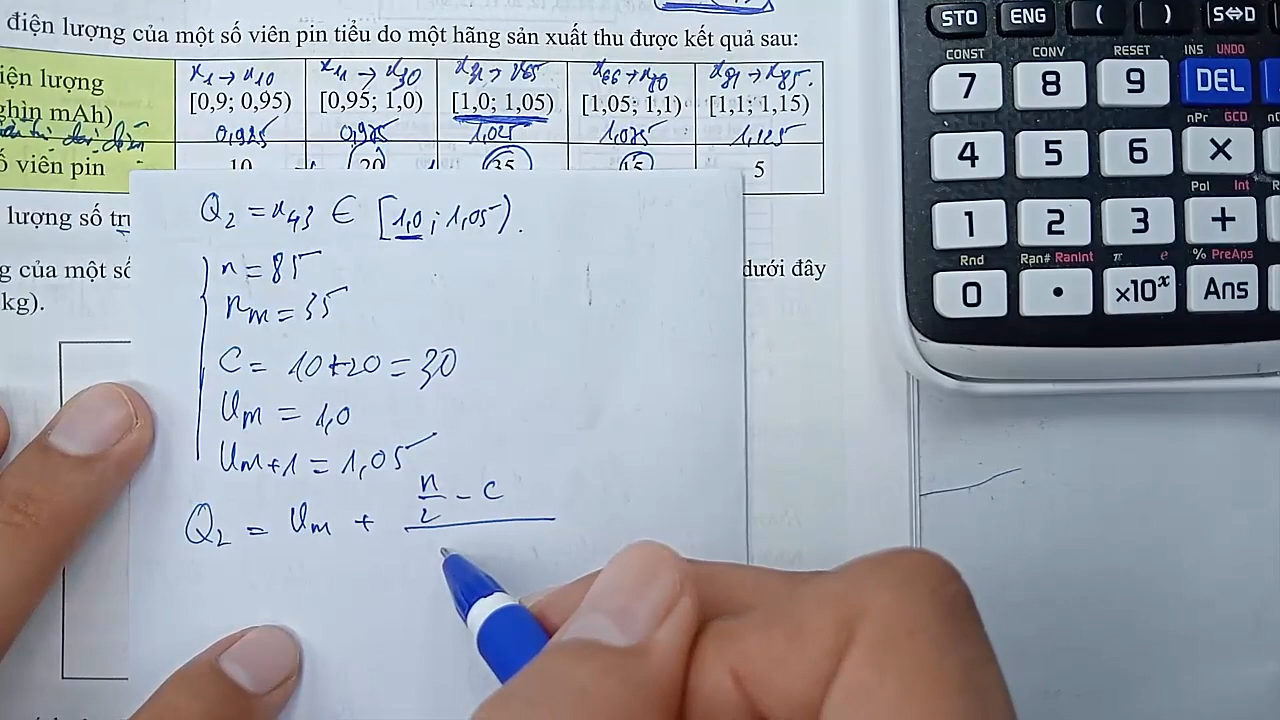 điện lượng của một số viên pin tiểu do một hãng sản xuất thu được kết quả sau:
iện lượng x₁ → x₁₀ x₁₁ → x₃₀ x₃₁ → x₆₅ x₆₆ → x₈₀ x₈₁ → x₈₅.
ghìn mAh) [0,9; 0,95) [0,95; 1,0) [1,0; 1,05) [1,05; 1,1) [1,1; 1,15)
đại diện 0,925 0,975 1,025 1,075 1,125
ố viên pin 10 20 35 15 5
lượng số
g của một số
dưới đây
kg).
Q₂ = x₄₃ ∈ [1,0 ; 1,05).
n = 85
nₘ = 35
C = 10+20 = 30
Uₘ = 1,0
Uₘ₊₁ = 1,05
Q₂ = Uₘ + n/2 - C
STO ENG ( ) S⇔D
CONST CONV RESET INS UNDO
7 8 9 DEL
nPr GCD
4 5 6 ×
Pol Int
1 2 3 +
Rnd Ran# RanInt π e % PreAns
0 • ×10ˣ Ans